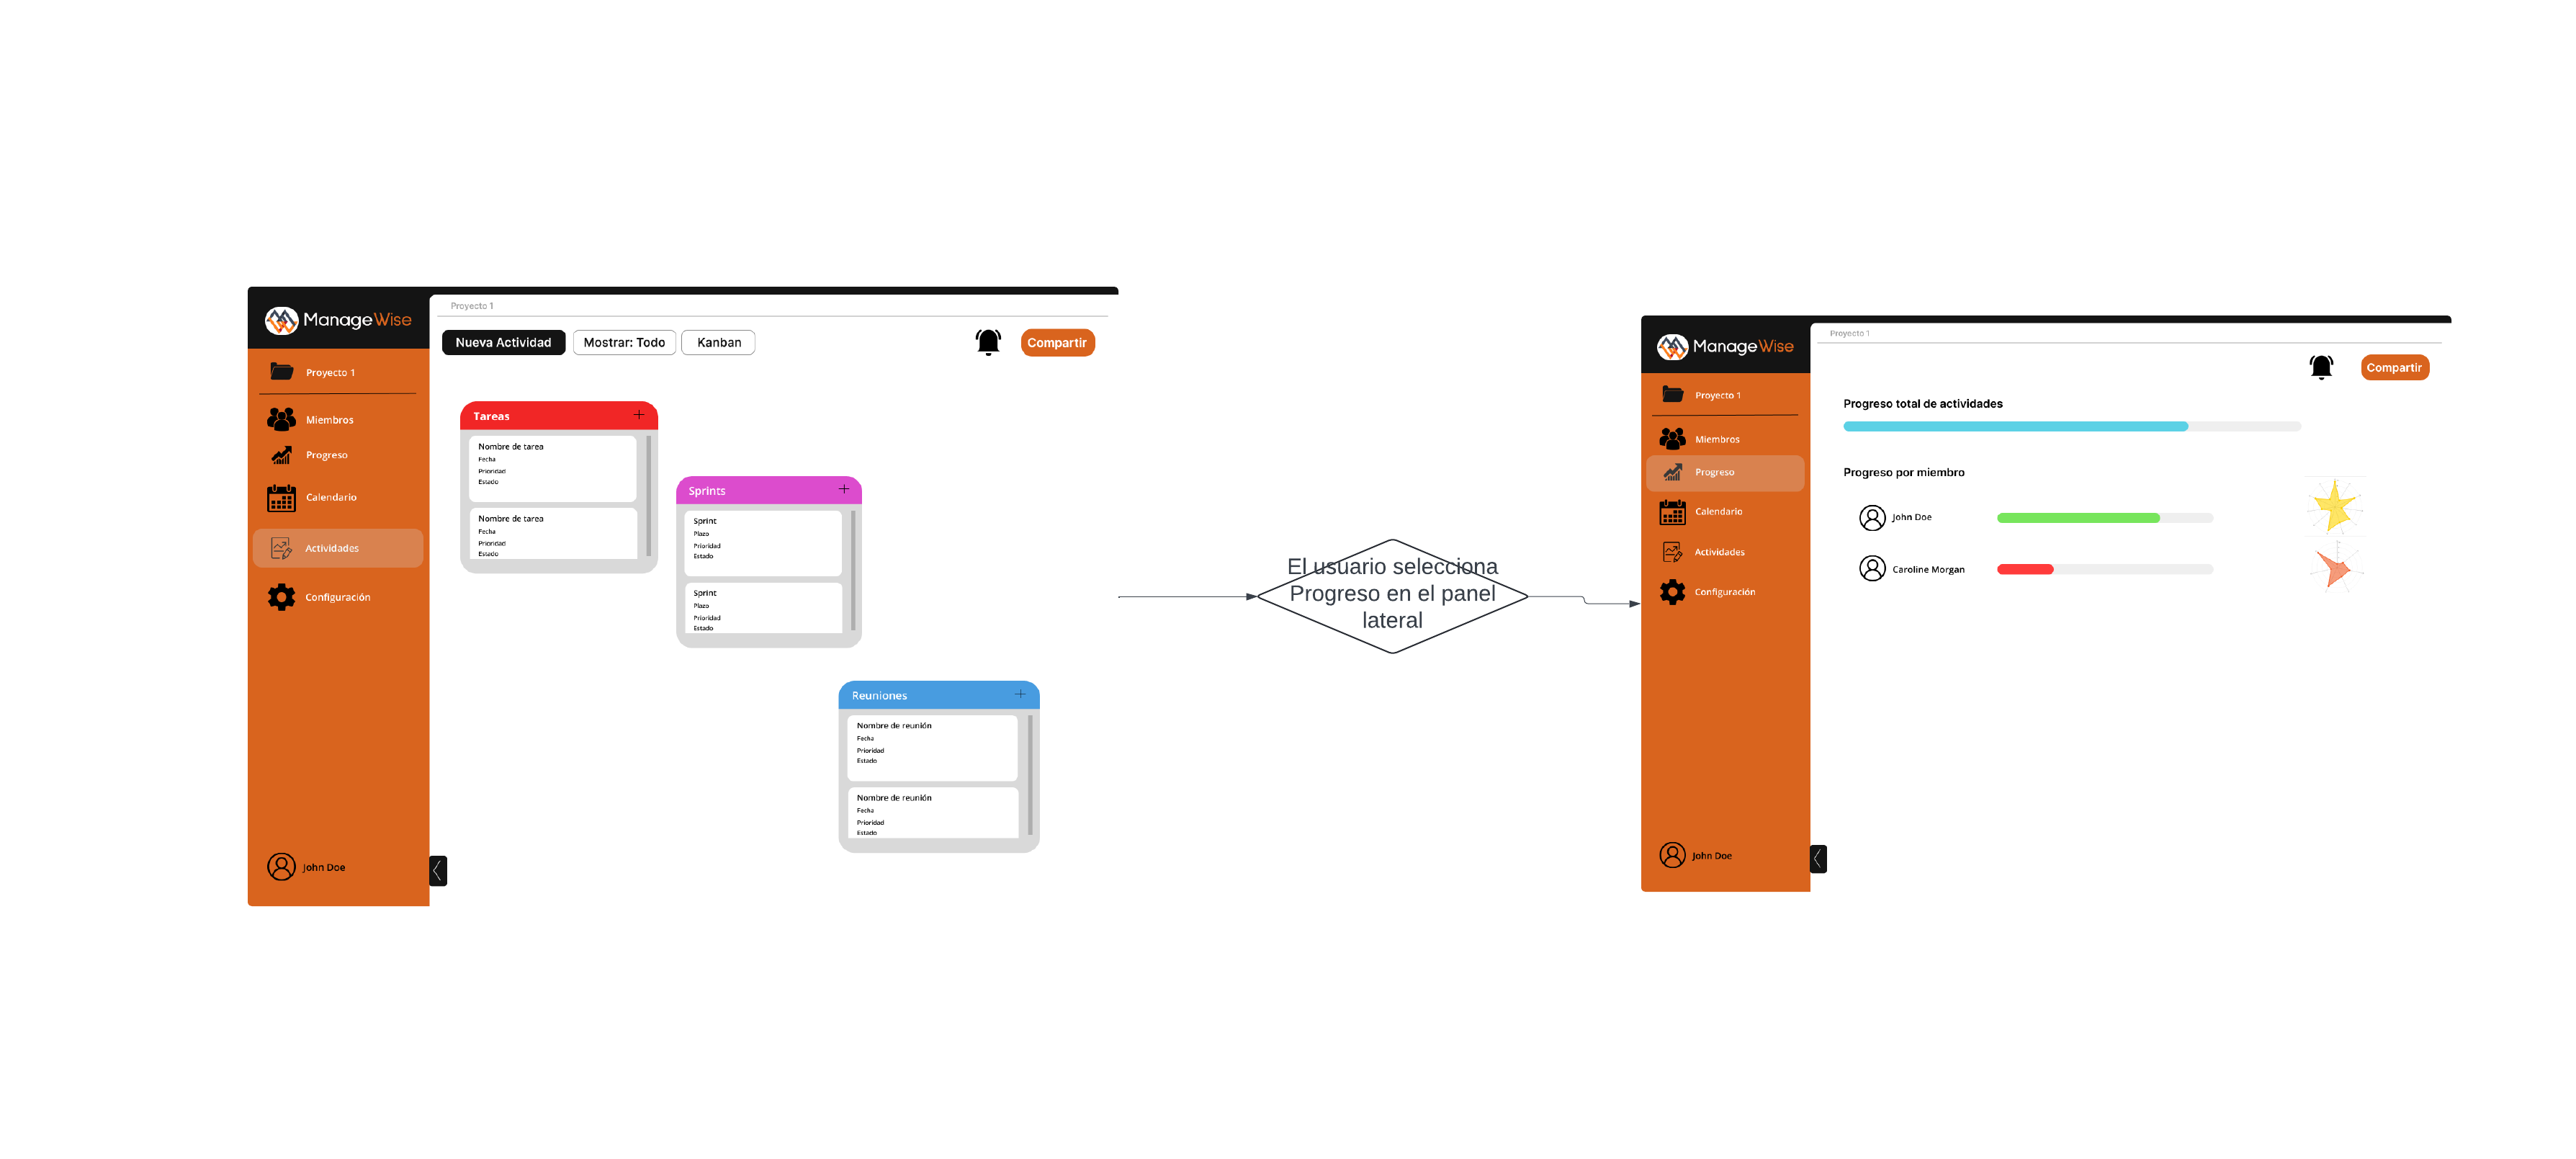 ManageWise
Proyecto 1
Miembros
Progreso
Calendario
Actividades
Configuración
John Doe
Proyecto 1
Nueva Actividad
Mostrar: Todo
Kanban
Compartir
Tareas
Nombre de tarea
Fecha
Prioridad
Estado
Nombre de tarea
Fecha
Prioridad
Estado
Sprints
Sprint
Plazo
Prioridad
Estado
Sprint
Plazo
Prioridad
Estado
Reuniones
Nombre de reunión
Fecha
Prioridad
Estado
Nombre de reunión
Fecha
Prioridad
Estado
El usuario selecciona
Progreso en el panel
lateral
ManageWise
Proyecto 1
Miembros
Progreso
Calendario
Actividades
Configuración
John Doe
Proyecto 1
Compartir
Progreso total de actividades
Progreso por miembro
John Doe
Caroline Morgan